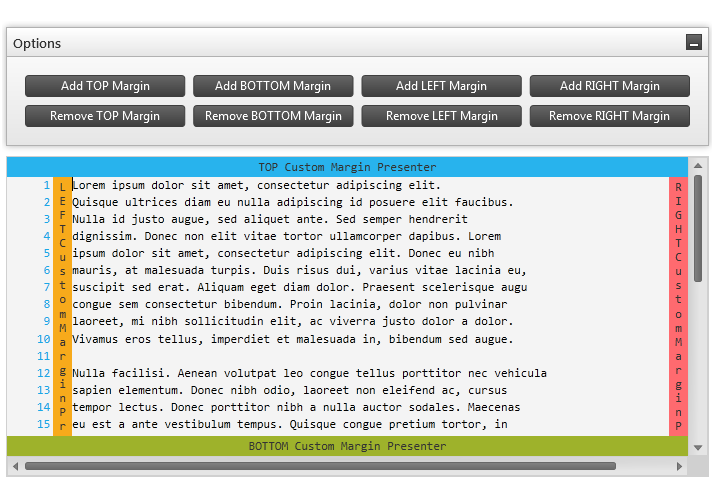 Options
Add TOP Margin Add BOTTOM Margin Add LEFT Margin Add RIGHT Margin
Remove TOP Margin Remove BOTTOM Margin Remove LEFT Margin Remove RIGHT Margin
TOP Custom Margin Presenter
LEFTCustomMarginPr
1 Lorem ipsum dolor sit amet, consectetur adipiscing elit.
2 Quisque ultrices diam eu nulla adipiscing id posuere elit faucibus.
3 Nulla id justo augue, sed aliquet ante. Sed semper hendrerit
4 dignissim. Donec non elit vitae tortor ullamcorper dapibus. Lorem
5 ipsum dolor sit amet, consectetur adipiscing elit. Donec eu nibh
6 mauris, at malesuada turpis. Duis risus dui, varius vitae lacinia eu,
7 suscipit sed erat. Aliquam eget diam dolor. Praesent scelerisque augu
8 congue sem consectetur bibendum. Proin lacinia, dolor non pulvinar
9 laoreet, mi nibh sollicitudin elit, ac viverra justo dolor a dolor.
10 Vivamus eros tellus, imperdiet et malesuada in, bibendum sed augue.
11
12 Nulla facilisi. Aenean volutpat leo congue tellus porttitor nec vehicula
13 sapien elementum. Donec nibh odio, laoreet non eleifend ac, cursus
14 tempor lectus. Donec porttitor nibh a nulla auctor sodales. Maecenas
15 eu est a ante vestibulum tempus. Quisque congue pretium tortor, in
RIGHTCustomMarginP
BOTTOM Custom Margin Presenter